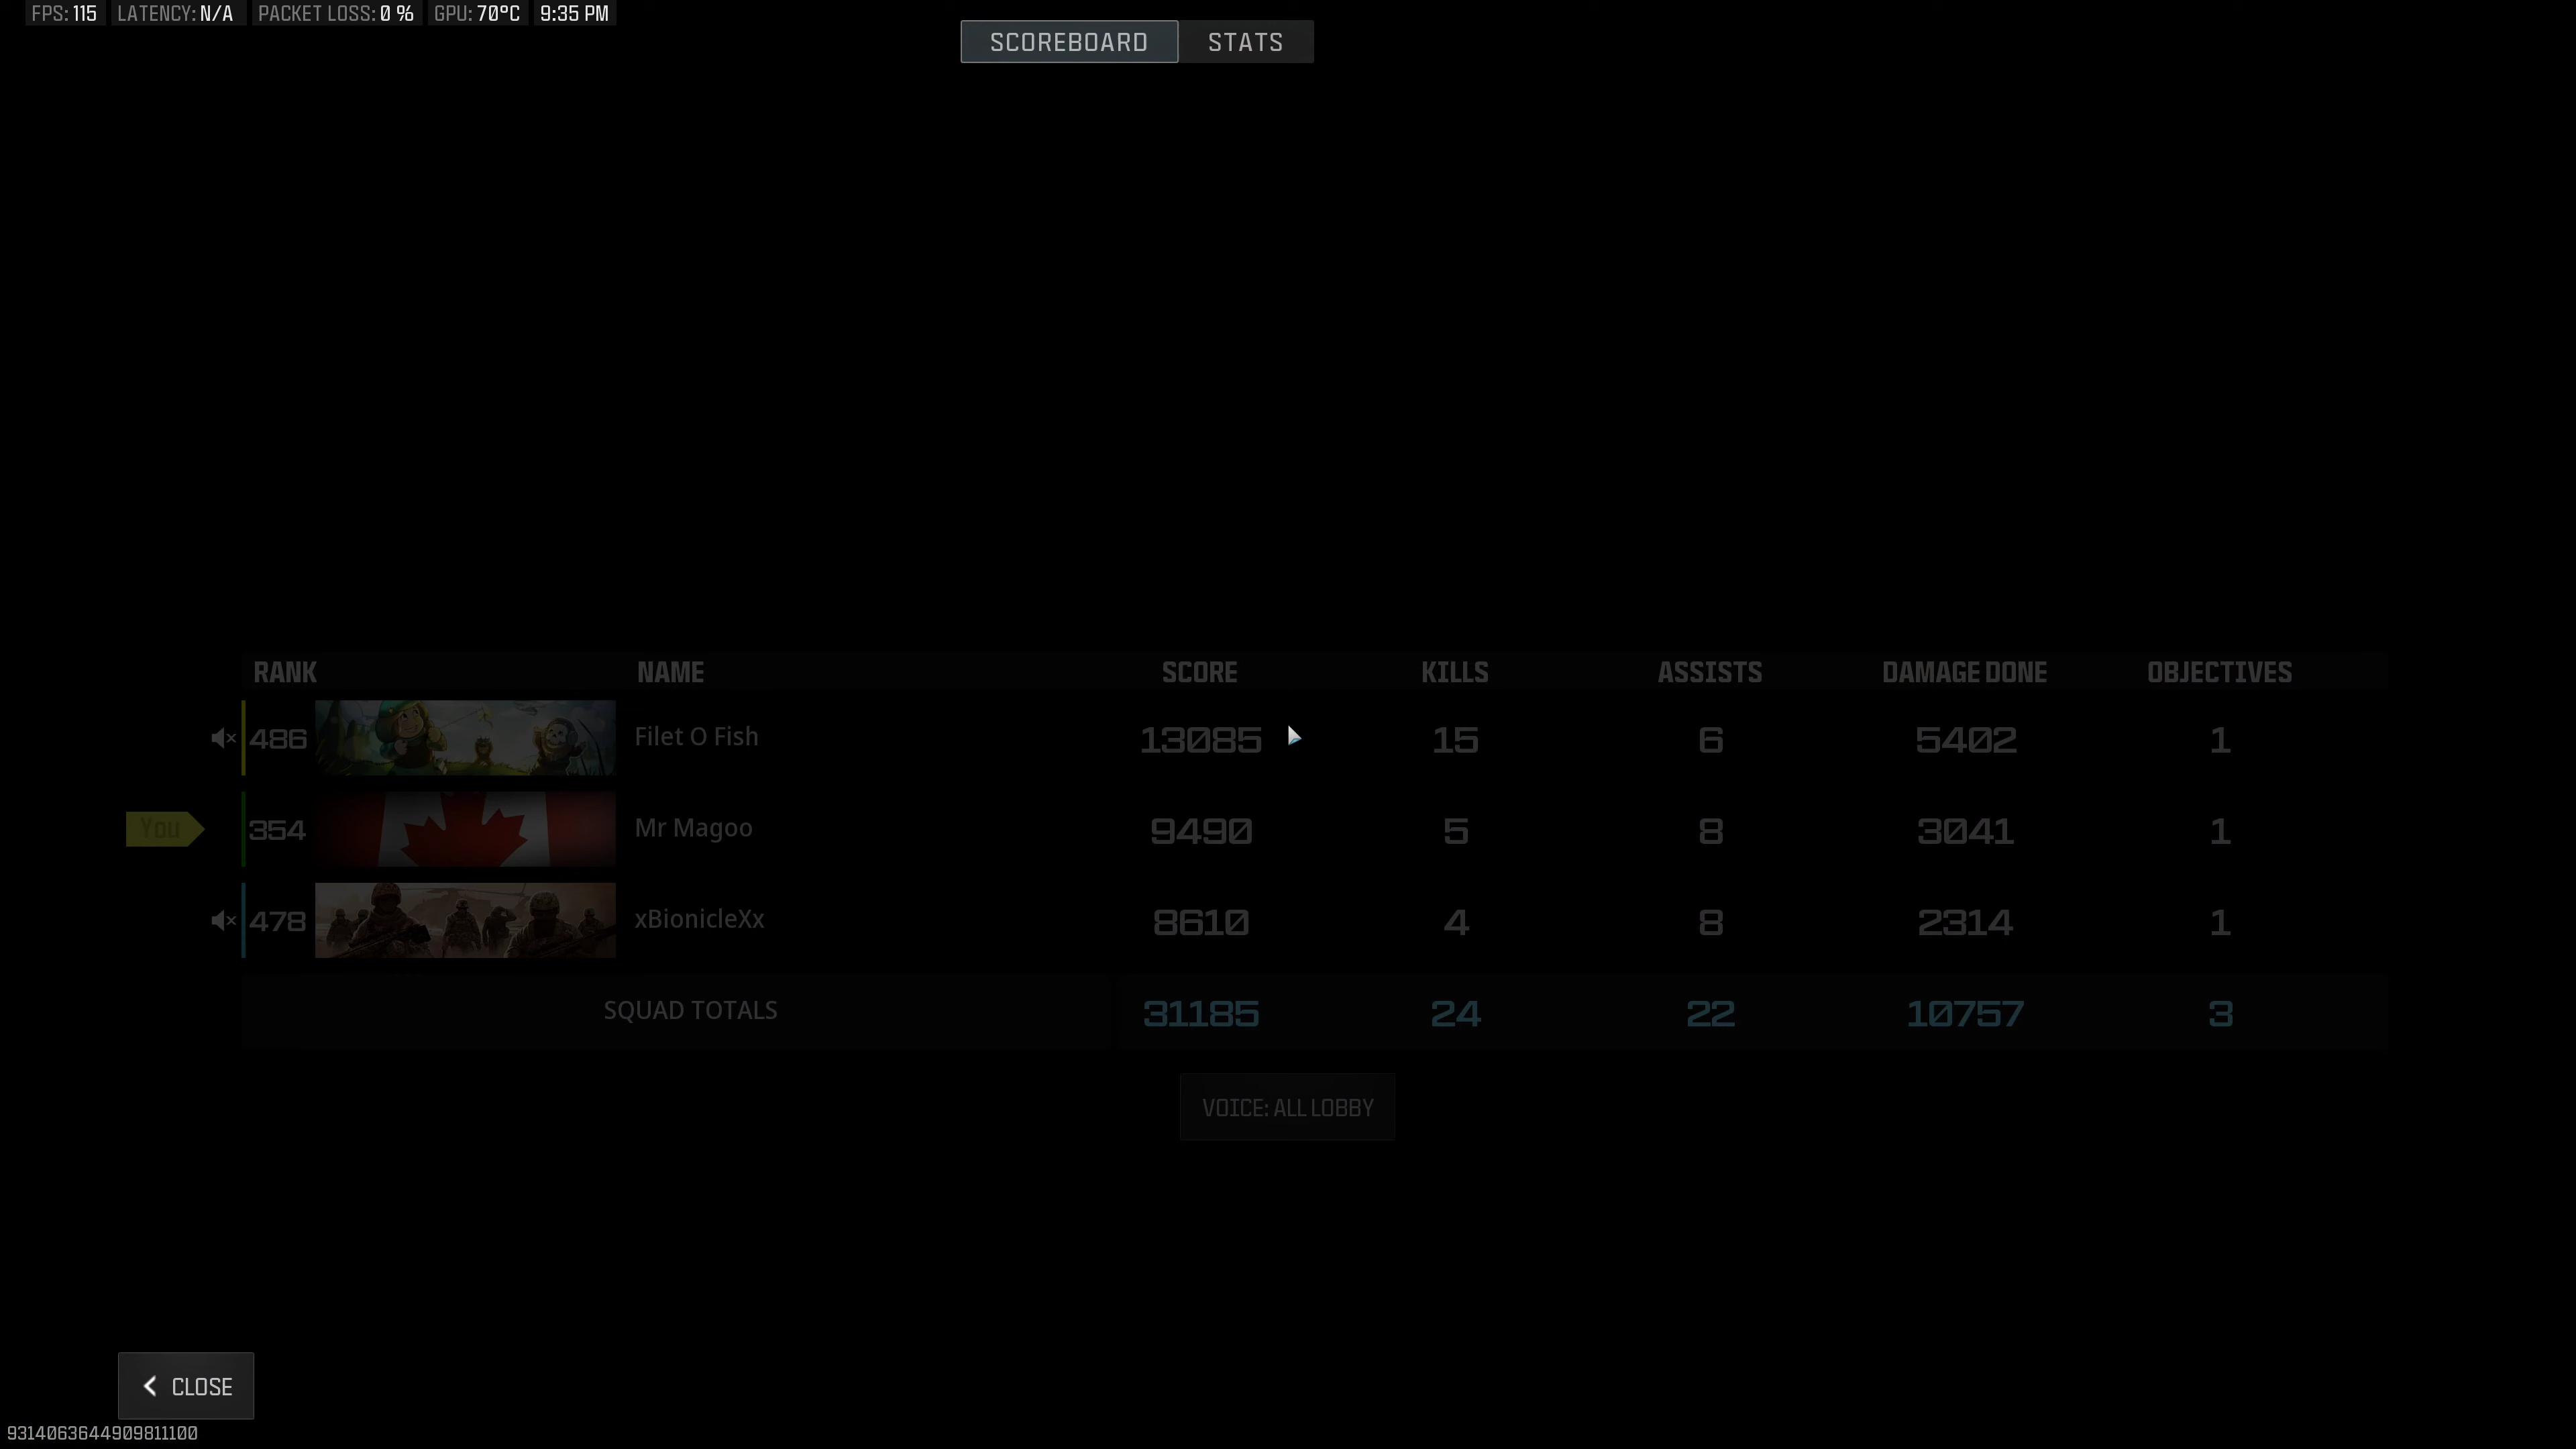 FPS: 115 LATENCY: N/A PACKET LOSS: 0 % GPU: 70°C 9:35 PM
SCOREBOARD STATS
RANK NAME SCORE KILLS ASSISTS DAMAGE DONE OBJECTIVES
486 Filet O Fish 13085 15 6 5402 1
You 354 Mr Magoo 9490 5 8 3041 1
478 xBionicleXx 8610 4 8 2314 1
SQUAD TOTALS 31185 24 22 10757 3
VOICE: ALL LOBBY
CLOSE
9314063644909811100